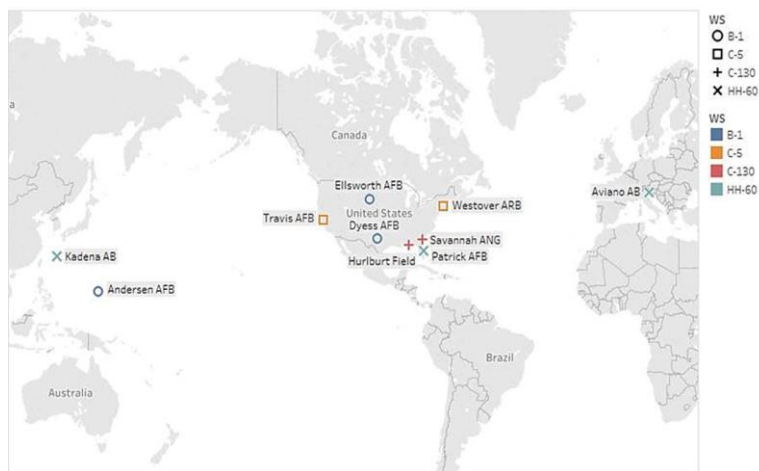 WS
B-1
C-5
C-130
HH-60
WS
B-1
C-5
C-130
HH-60
a
Canada
Ellsworth AFB
Aviano AB
Westover ARB
Travis AFB
United States
Dyess AFB
Savannah ANG
Kadena AB
Hurlburt Field
Patrick AFB
Andersen AFB
Brazil
Australia